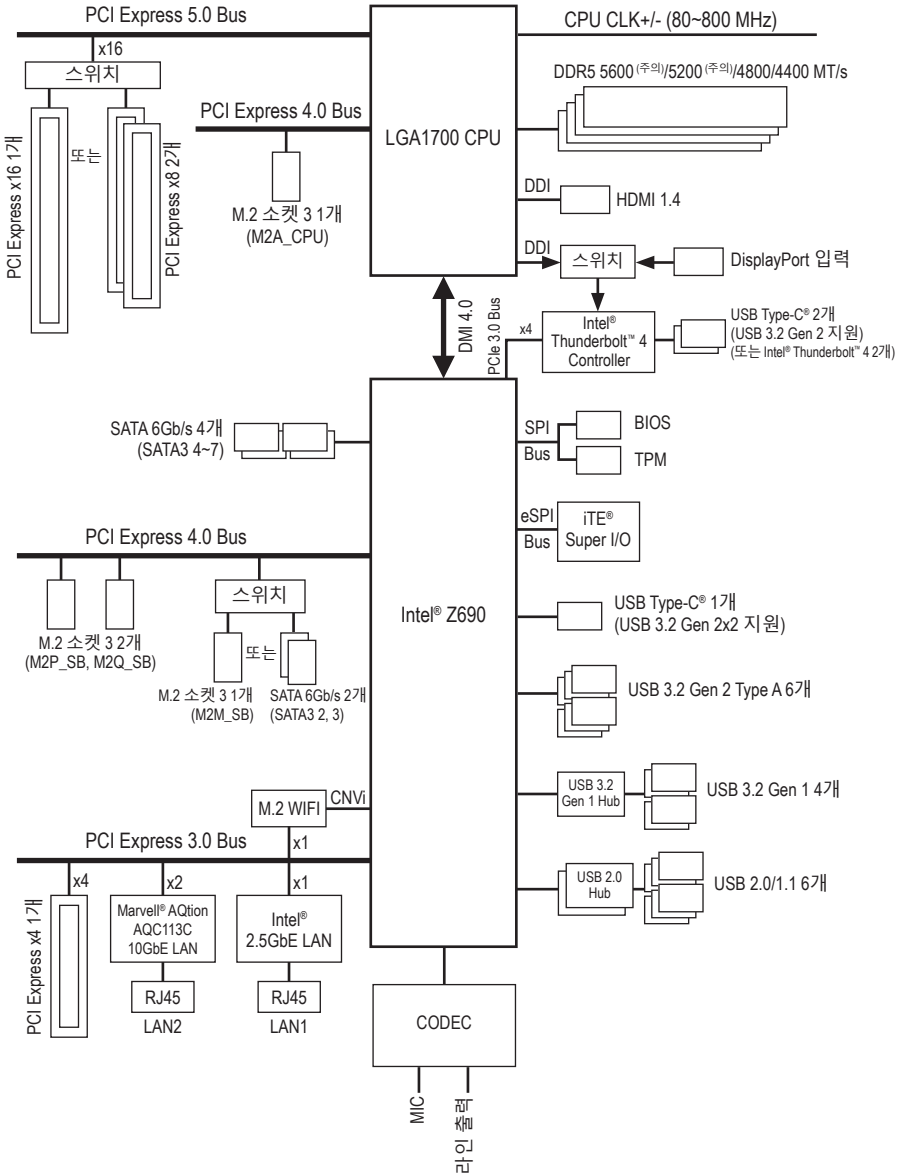 PCI Express 5.0 Bus
x16
스위치
PCI Express x16 1개
또는
PCI Express x8 2개
PCI Express 4.0 Bus
M.2 소켓 3 1개
(M2A_CPU)
LGA1700 CPU
CPU CLK+/- (80~800 MHz)
DDR5 5600 (주의)/5200 (주의)/4800/4400 MT/s
DDI
HDMI 1.4
DDI
스위치
DisplayPort 입력
DMI 4.0
PCIe 3.0 Bus
x4
Intel®
Thunderbolt™ 4
Controller
USB Type-C® 2개
(USB 3.2 Gen 2 지원)
(또는 Intel® Thunderbolt™ 4 2개)
SATA 6Gb/s 4개
(SATA3 4~7)
SPI
Bus
BIOS
TPM
eSPI
Bus
iTE®
Super I/O
PCI Express 4.0 Bus
M.2 소켓 3 2개
(M2P_SB, M2Q_SB)
스위치
또는
M.2 소켓 3 1개
(M2M_SB)
SATA 6Gb/s 2개
(SATA3 2, 3)
Intel® Z690
USB Type-C® 1개
(USB 3.2 Gen 2x2 지원)
USB 3.2 Gen 2 Type A 6개
USB 3.2
Gen 1 Hub
USB 3.2 Gen 1 4개
USB 2.0
Hub
USB 2.0/1.1 6개
M.2 WIFI
CNVi
x1
PCI Express 3.0 Bus
x4
x2
x1
PCI Express x4 1개
Marvell® AQtion
AQC113C
10GbE LAN
RJ45
LAN2
Intel®
2.5GbE LAN
RJ45
LAN1
CODEC
MIC
라인 출력